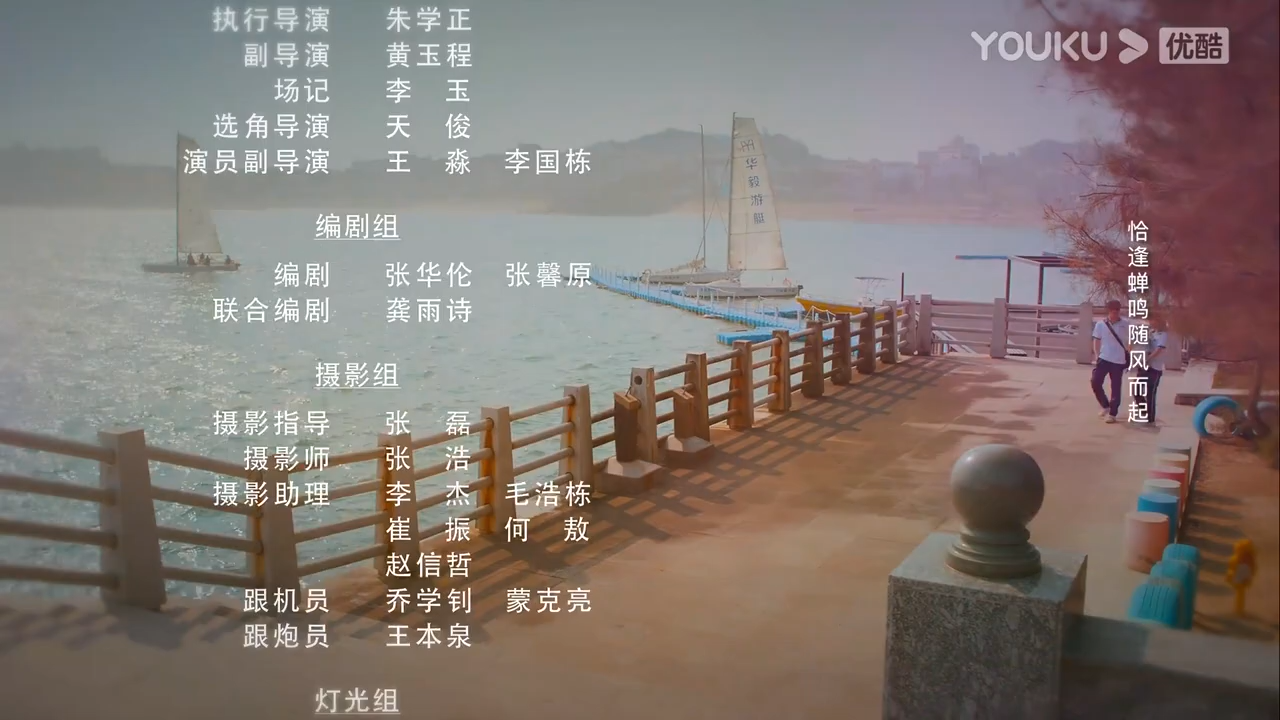 执行导演 朱学正
副导演 黄玉程
场记 李 玉
选角导演 天 俊
演员副导演 王 淼 李国栋
编剧组
编剧 张华伦 张馨原
联合编剧 龚雨诗
摄影组
摄影指导 张 磊
摄影师 张 浩
摄影助理 李 杰 毛浩栋
崔 振 何 敖
赵信哲
跟机员 乔学钊 蒙克亮
跟炮员 王本泉
灯光组
YOUKU 优酷
华毅游艇
恰逢蝉鸣随风而起